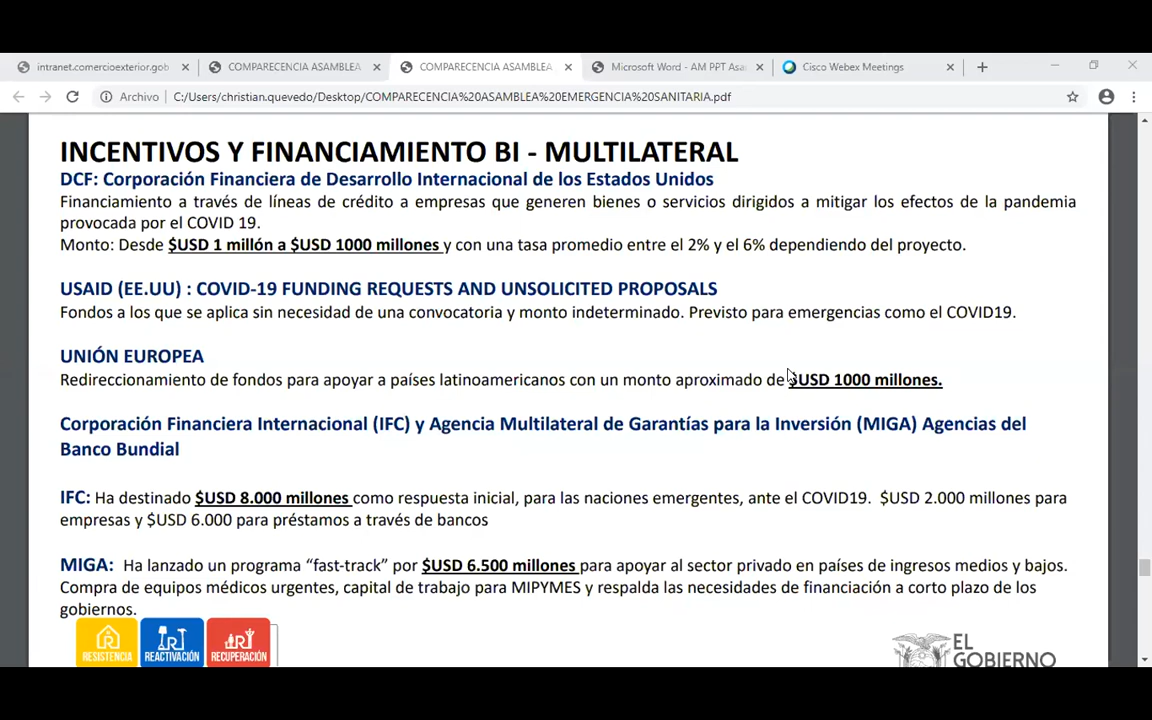 intranet.comercioexterior.gob
COMPARECENCIA ASAMBLEA
COMPARECENCIA ASAMBLEA
Microsoft Word - AM PPT Asa
Cisco Webex Meetings
Archivo
C:/Users/christian.quevedo/Desktop/COMPARECENCIA%20ASAMBLEA%20EMERGENCIA%20SANITARIA.pdf
INCENTIVOS Y FINANCIAMIENTO BI - MULTILATERAL
DCF: Corporación Financiera de Desarrollo Internacional de los Estados Unidos
Financiamiento a través de líneas de crédito a empresas que generen bienes o servicios dirigidos a mitigar los efectos de la pandemia
provocada por el COVID 19.
Monto: Desde $USD 1 millón a $USD 1000 millones y con una tasa promedio entre el 2% y el 6% dependiendo del proyecto.
USAID (EE.UU) : COVID-19 FUNDING REQUESTS AND UNSOLICITED PROPOSALS
Fondos a los que se aplica sin necesidad de una convocatoria y monto indeterminado. Previsto para emergencias como el COVID19.
UNIÓN EUROPEA
Redireccionamiento de fondos para apoyar a países latinoamericanos con un monto aproximado de $USD 1000 millones.
Corporación Financiera Internacional (IFC) y Agencia Multilateral de Garantías para la Inversión (MIGA) Agencias del
Banco Bundial
IFC: Ha destinado $USD 8.000 millones como respuesta inicial, para las naciones emergentes, ante el COVID19. $USD 2.000 millones para
empresas y $USD 6.000 para préstamos a través de bancos
MIGA: Ha lanzado un programa “fast-track” por $USD 6.500 millones para apoyar al sector privado en países de ingresos medios y bajos.
Compra de equipos médicos urgentes, capital de trabajo para MIPYMES y respalda las necesidades de financiación a corto plazo de los
gobiernos.
RESISTENCIA
REACTIVACIÓN
RECUPERACIÓN
EL
GOBIERNO